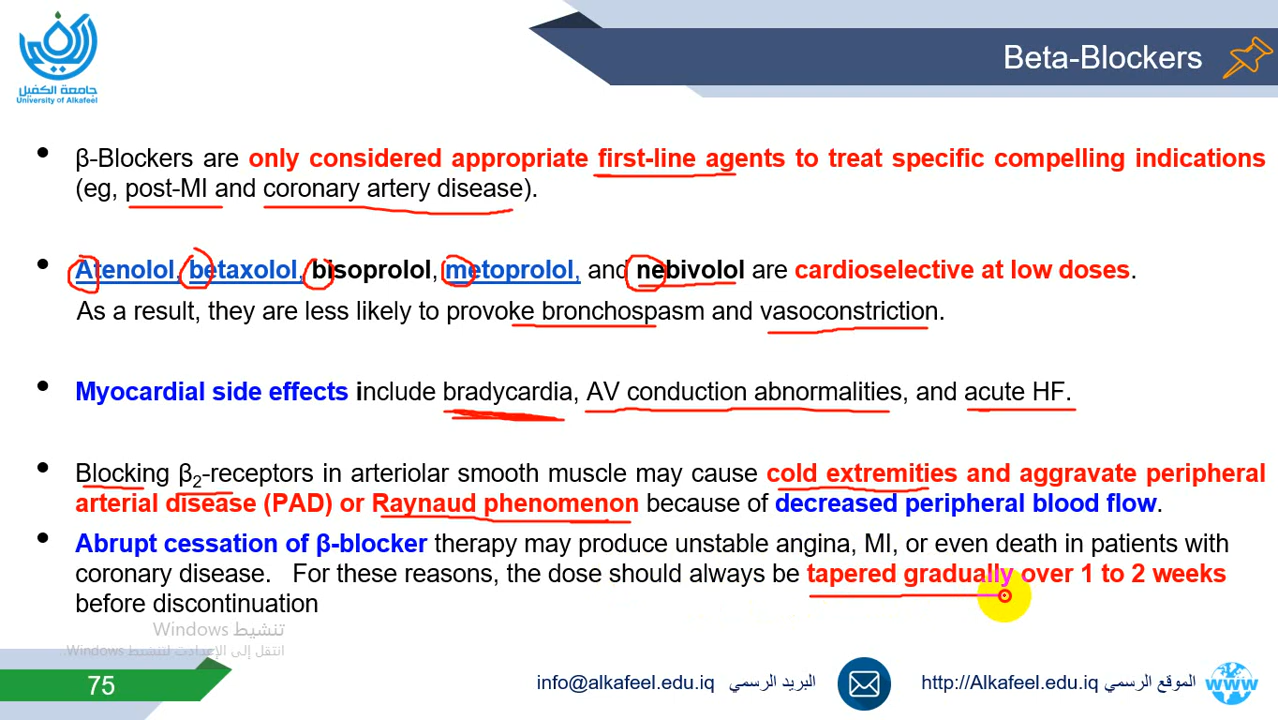 جامعة الكفيل
University of Alkafeel
Beta-Blockers
• β-Blockers are only considered appropriate first-line agents to treat specific compelling indications
(eg, post-MI and coronary artery disease).
• Atenolol, betaxolol, bisoprolol, metoprolol, and nebivolol are cardioselective at low doses.
As a result, they are less likely to provoke bronchospasm and vasoconstriction.
• Myocardial side effects include bradycardia, AV conduction abnormalities, and acute HF.
• Blocking β2-receptors in arteriolar smooth muscle may cause cold extremities and aggravate peripheral
arterial disease (PAD) or Raynaud phenomenon because of decreased peripheral blood flow.
• Abrupt cessation of β-blocker therapy may produce unstable angina, MI, or even death in patients with
coronary disease. For these reasons, the dose should always be tapered gradually over 1 to 2 weeks
before discontinuation
تنشيط Windows
انتقل إلى الإعدادات لتنشيط Windows.
75
info@alkafeel.edu.iq البريد الرسمي
http://Alkafeel.edu.iq الموقع الرسمي
www